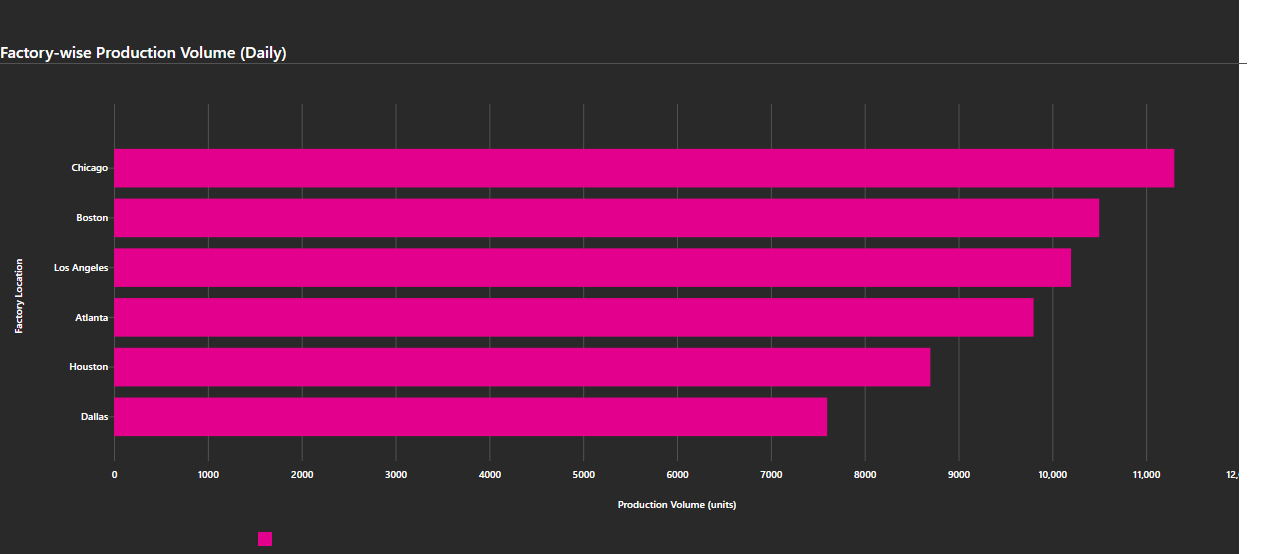 Factory-wise Production Volume (Daily)
Chicago
Boston
Los Angeles
Atlanta
Houston
Dallas
Factory Location
0 1000 2000 3000 4000 5000 6000 7000 8000 9000 10,000 11,000
Production Volume (units)